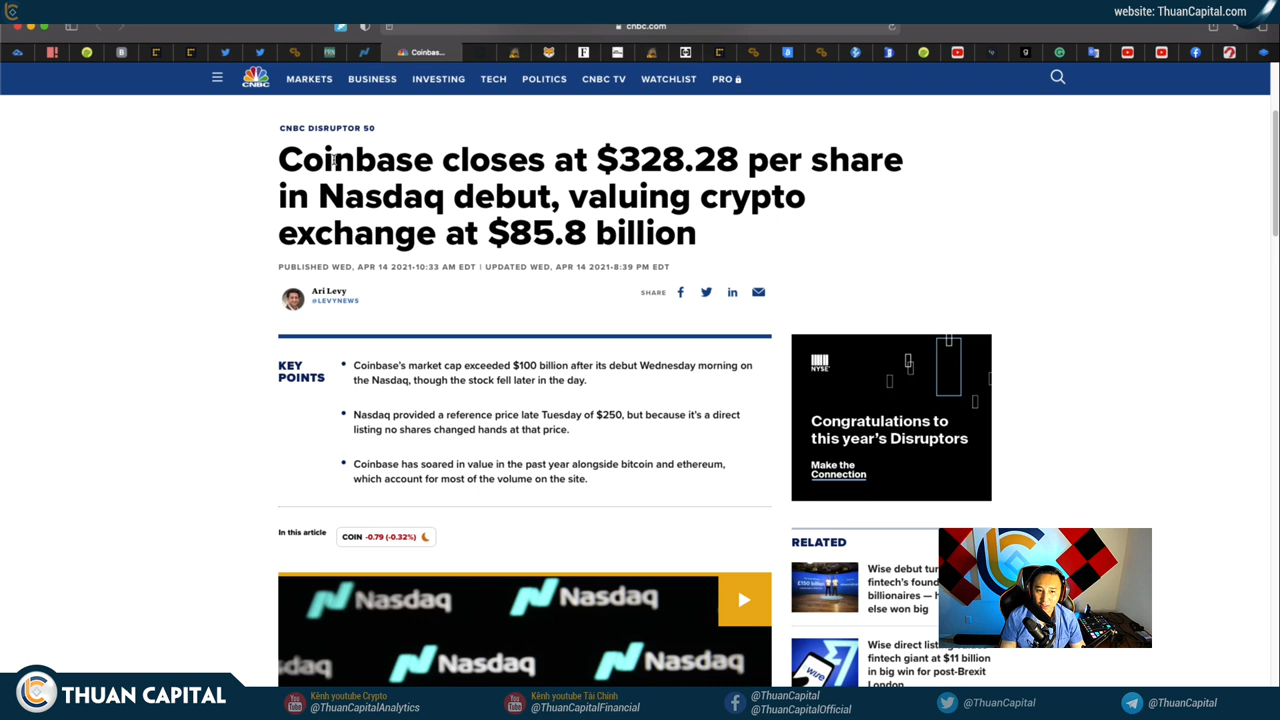 website: ThuanCapital.com
cnbc.com
Coinbas...
CNBC
MARKETS
BUSINESS
INVESTING
TECH
POLITICS
CNBC TV
WATCHLIST
PRO
CNBC DISRUPTOR 50
Coinbase closes at $328.28 per share
in Nasdaq debut, valuing crypto
exchange at $85.8 billion
PUBLISHED WED, APR 14 2021•10:33 AM EDT | UPDATED WED, APR 14 2021•8:39 PM EDT
Ari Levy
@LEVYNEWS
SHARE
KEY
POINTS
• Coinbase's market cap exceeded $100 billion after its debut Wednesday morning on
the Nasdaq, though the stock fell later in the day.
• Nasdaq provided a reference price late Tuesday of $250, but because it's a direct
listing no shares changed hands at that price.
• Coinbase has soared in value in the past year alongside bitcoin and ethereum,
which account for most of the volume on the site.
NYSE
Congratulations to
this year's Disruptors
Make the
Connection
In this article
COIN -0.79 (-0.32%)
RELATED
Wise debut tur
fintech's found
billionaires —
else won big
Wise direct listing
fintech giant at $11 billion
in big win for post-Brexit
London
Nasdaq
Nasdaq
sdaq
Nasdaq
Nasdaq
THUAN CAPITAL
Kênh youtube Crypto
@ThuanCapitalAnalytics
Kênh youtube Tài Chính
@ThuanCapitalFinancial
@ThuanCapital
@ThuanCapitalOfficial
@ThuanCapital
@ThuanCapital